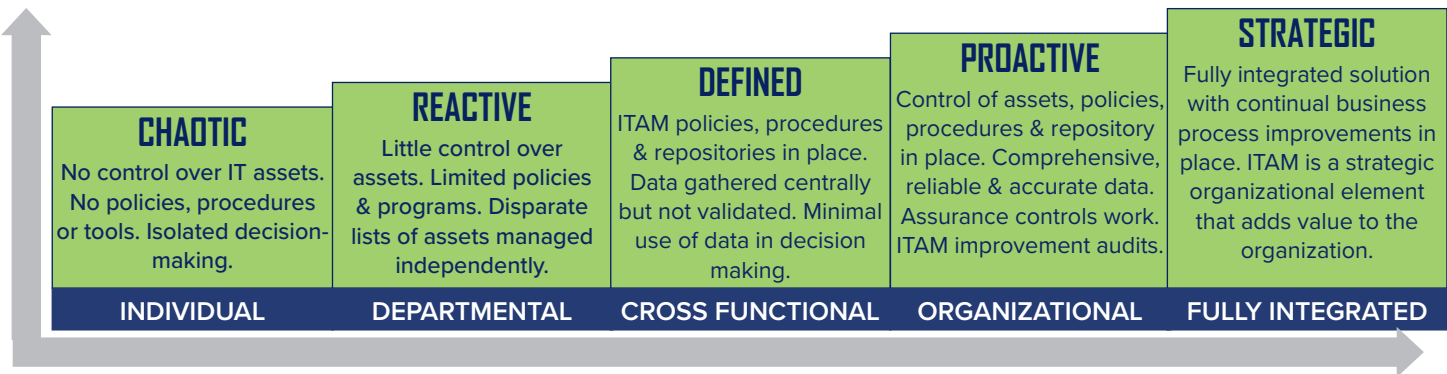 CHAOTIC
No control over IT assets.
No policies, procedures
or tools. Isolated decision-
making.
INDIVIDUAL
REACTIVE
Little control over
assets. Limited policies
& programs. Disparate
lists of assets managed
independently.
DEPARTMENTAL
DEFINED
ITAM policies, procedures
& repositories in place.
Data gathered centrally
but not validated. Minimal
use of data in decision
making.
CROSS FUNCTIONAL
PROACTIVE
Control of assets, policies,
procedures & repository
in place. Comprehensive,
reliable & accurate data.
Assurance controls work.
ITAM improvement audits.
ORGANIZATIONAL
STRATEGIC
Fully integrated solution
with continual business
process improvements in
place. ITAM is a strategic
organizational element
that adds value to the
organization.
FULLY INTEGRATED